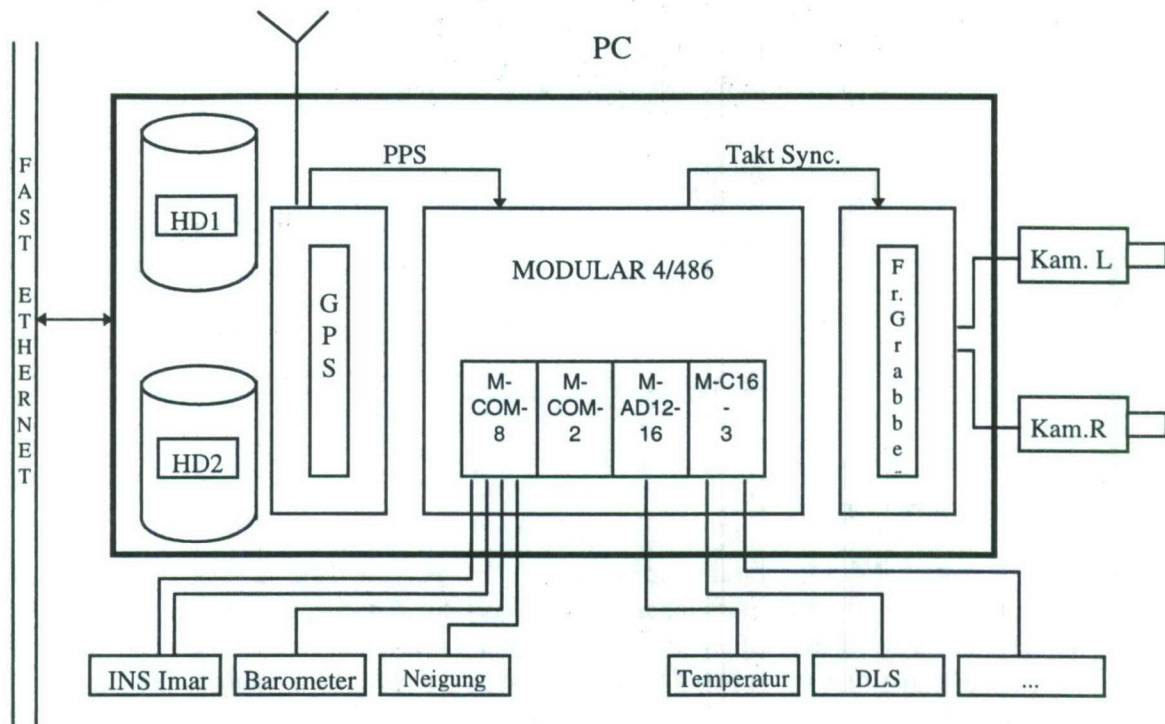 PC
FAST ETHERNET
HD1
HD2
PPS
Takt Sync.
GPS
MODULAR 4/486
M-
COM-
8
M-
COM-
2
M-
AD12-
16
M-C16
-
3
Fr.Grabbe-
Kam. L
Kam.R
INS Imar
Barometer
Neigung
Temperatur
DLS
...